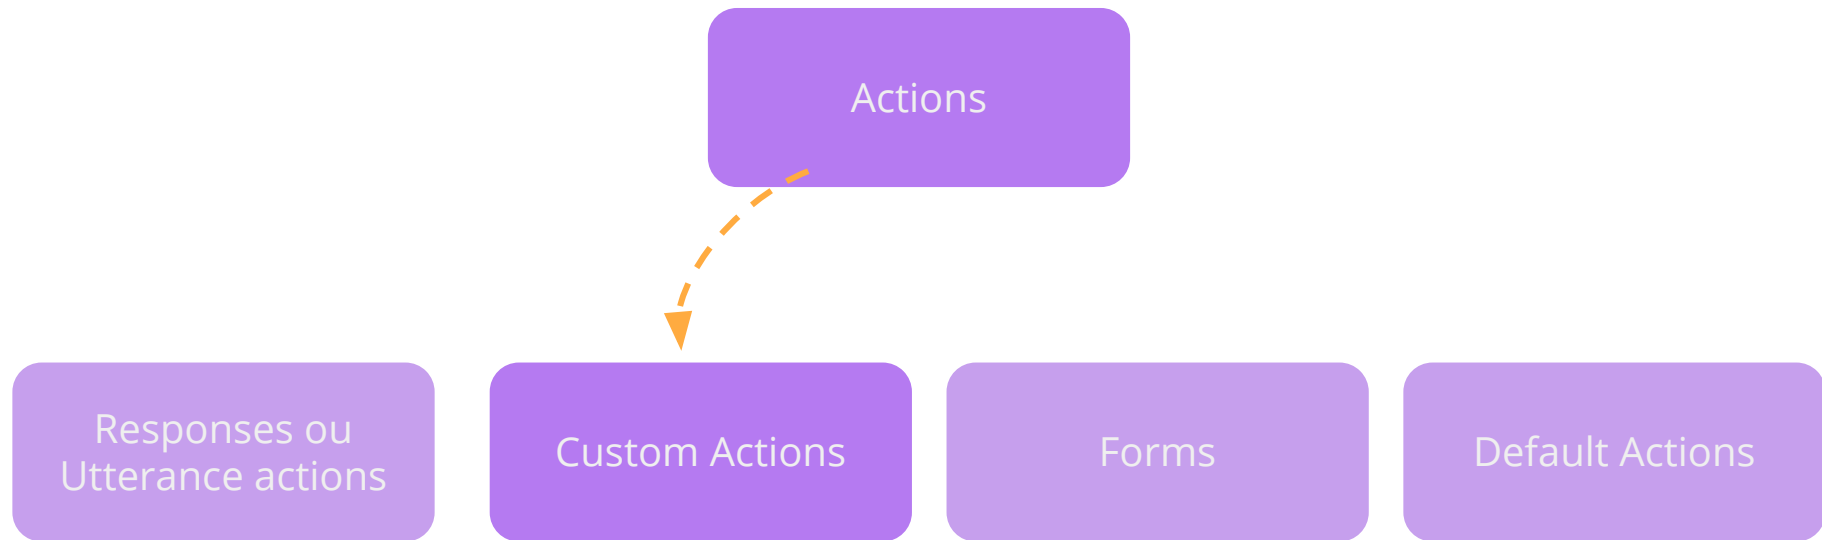 Actions
Responses ou
Utterance actions
Custom Actions
Forms
Default Actions